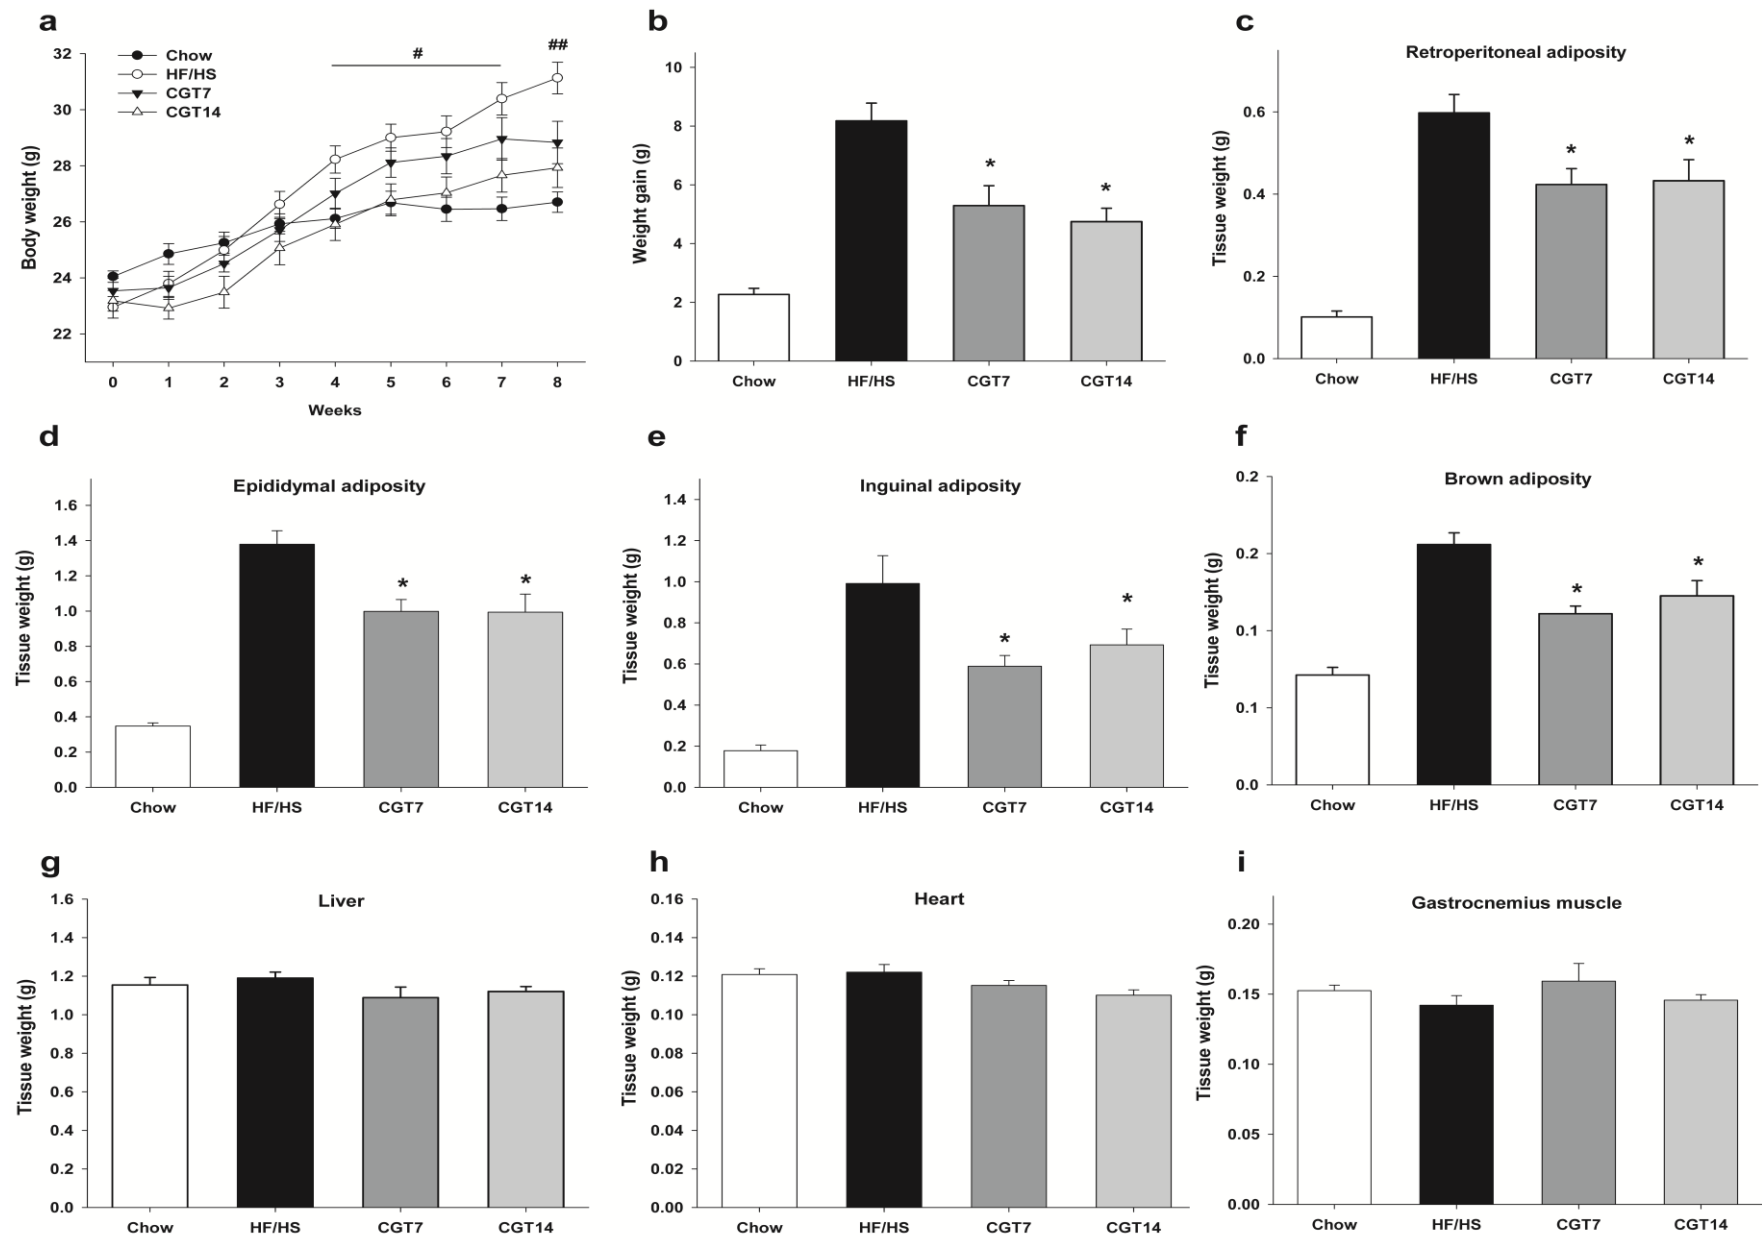 a
32
30
28
26
24
22
Body weight (g)
Chow
HF/HS
CGT7
CGT14
#
##
0 1 2 3 4 5 6 7 8
Weeks
b
10
8
6
4
2
0
Weight gain (g)
*
*
Chow HF/HS CGT7 CGT14
c
Retroperitoneal adiposity
0.6
0.4
0.2
0.0
Tissue weight (g)
*
*
Chow HF/HS CGT7 CGT14
d
Epididymal adiposity
1.6
1.4
1.2
1.0
0.8
0.6
0.4
0.2
0.0
Tissue weight (g)
*
*
Chow HF/HS CGT7 CGT14
e
Inguinal adiposity
1.4
1.2
1.0
0.8
0.6
0.4
0.2
0.0
Tissue weight (g)
*
*
Chow HF/HS CGT7 CGT14
f
Brown adiposity
0.2
0.2
0.1
0.1
0.0
Tissue weight (g)
*
*
Chow HF/HS CGT7 CGT14
g
Liver
1.6
1.4
1.2
1.0
0.8
0.6
0.4
0.2
0.0
Tissue weight (g)
Chow HF/HS CGT7 CGT14
h
Heart
0.16
0.14
0.12
0.10
0.08
0.06
0.04
0.02
0.00
Tissue weight (g)
Chow HF/HS CGT7 CGT14
i
Gastrocnemius muscle
0.20
0.15
0.10
0.05
0.00
Tissue weight (g)
Chow HF/HS CGT7 CGT14